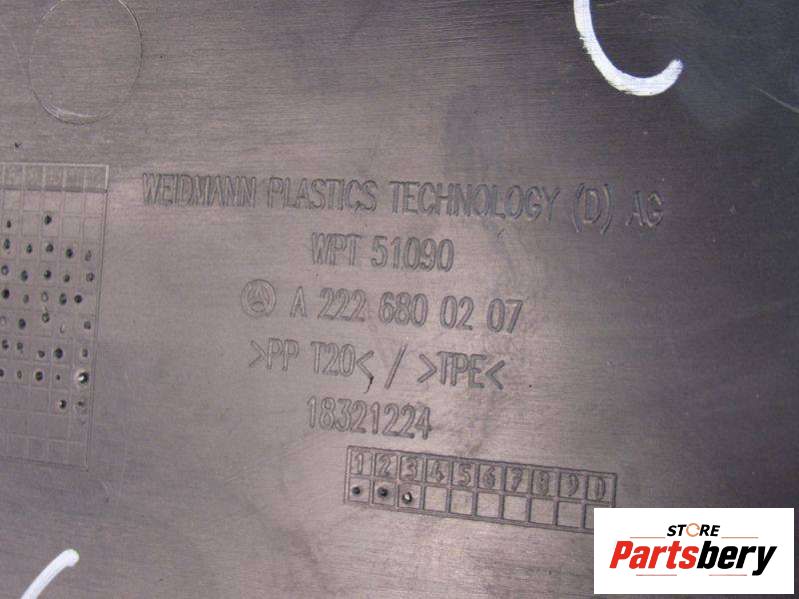 WEIDMANN PLASTICS TECHNOLOGY (D) AG
WPT 51090
A 222 680 02 07
>PP T20< / >TPE<
18321224
1 2 3 4 5 6 7 8 9 0
STORE
Partsbery